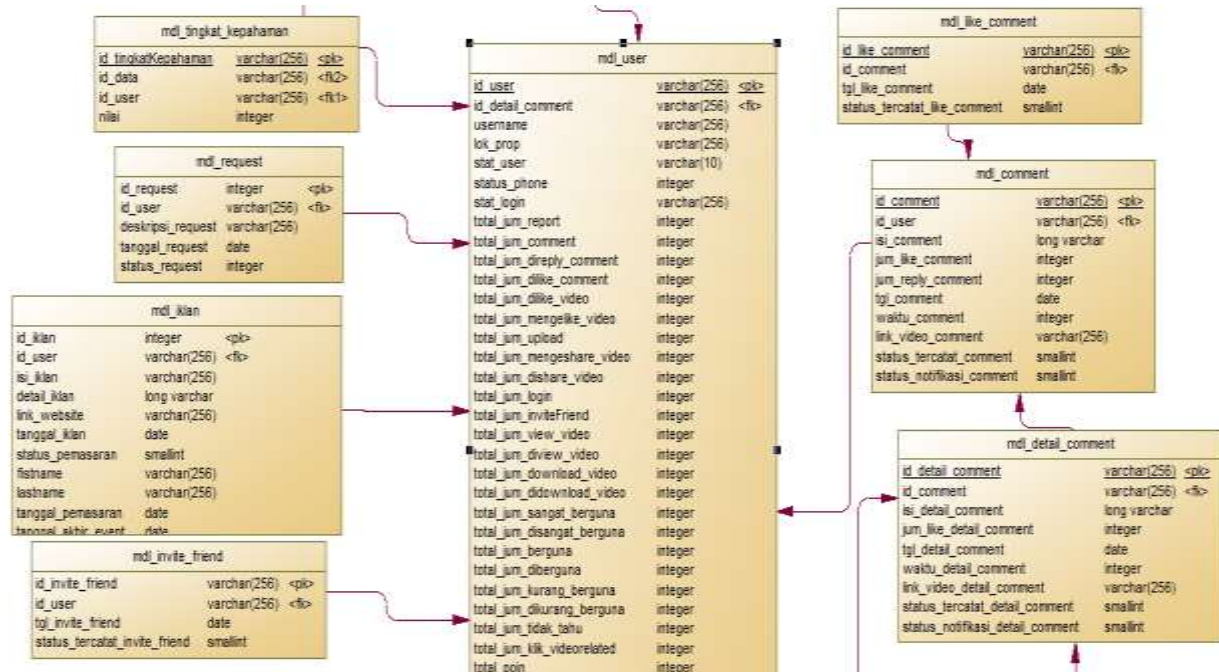 mdl_tingkat_kepahaman
id_tingkatKepahaman varchar(256) <pk>
id_data varchar(256) <fk2>
id_user varchar(256) <fk1>
nilai integer
mdl_request
id_request integer <pk>
id_user varchar(256) <fk>
deskripsi_request varchar(256)
tanggal_request date
status_request integer
mdl_iklan
id_iklan integer <pk>
id_user varchar(256) <fk>
isi_iklan varchar(256)
detail_iklan long varchar
link_website varchar(256)
tanggal_iklan date
status_pemasaran smallint
fistname varchar(256)
lastname varchar(256)
tanggal_pemasaran date
tanggal_akhir_event date
mdl_invite_friend
id_invite_friend varchar(256) <pk>
id_user varchar(256) <fk>
tgl_invite_friend date
status_tercatat_invite_friend smallint
mdl_user
id_user varchar(256) <pk>
id_detail_comment varchar(256) <fk>
username varchar(256)
lok_prop varchar(256)
stat_user varchar(10)
status_phone integer
stat_login varchar(256)
total_jum_report integer
total_jum_comment integer
total_jum_direply_comment integer
total_jum_dilike_comment integer
total_jum_dilike_video integer
total_jum_mengelike_video integer
total_jum_upload integer
total_jum_mengeshare_video integer
total_jum_dishare_video integer
total_jum_login integer
total_jum_inviteFriend integer
total_jum_view_video integer
total_jum_diview_video integer
total_jum_download_video integer
total_jum_didownload_video integer
total_jum_sangat_berguna integer
total_jum_disangat_berguna integer
total_jum_berguna integer
total_jum_diberguna integer
total_jum_kurang_berguna integer
total_jum_dikurang_berguna integer
total_jum_tidak_tahu integer
total_jum_klik_videorelated integer
total_poin integer
mdl_like_comment
id_like_comment varchar(256) <pk>
id_comment varchar(256) <fk>
tgl_like_comment date
status_tercatat_like_comment smallint
mdl_comment
id_comment varchar(256) <pk>
id_user varchar(256) <fk>
isi_comment long varchar
jum_like_comment integer
jum_reply_comment integer
tgl_comment date
waktu_comment integer
link_video_comment varchar(256)
status_tercatat_comment smallint
status_notifikasi_comment smallint
mdl_detail_comment
id_detail_comment varchar(256) <pk>
id_comment varchar(256) <fk>
isi_detail_comment long varchar
jum_like_detail_comment integer
tgl_detail_comment date
waktu_detail_comment integer
link_video_detail_comment varchar(256)
status_tercatat_detail_comment smallint
status_notifikasi_detail_comment smallint